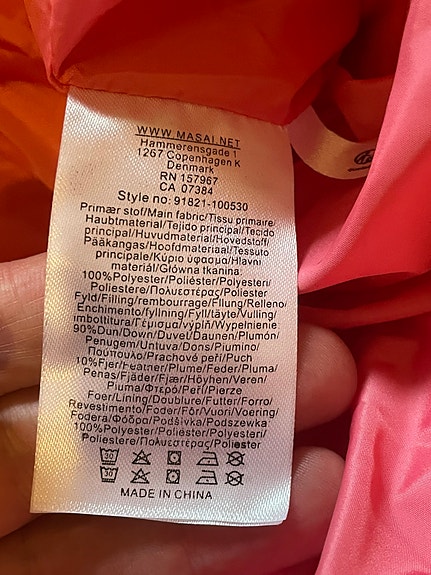 WWW.MASAI.NET
Hammerensgade 1
1267 Copenhagen K
Denmark
RN 157967
CA 07384
Style no: 91821-100530
Primær stof/Main fabric/Tissu primaire/
Hautbmaterial/Tejido principal/Tecido
principal/Huvudmaterial/Hovedstoff/
Pääkangas/Hoofdmateriaal/Tessuto
principale/Κύριο ύφασμα/Hlavní
materiál/Główna tkanina:
100%Polyester/Poliéster/Polyesteri/
Poliestere/Πολυεστέρας/Poliester
Fyld/Filling/rembourrage/Füllung/Relleno/
Enchimento/fyllning/Fyll/täyte/Vulling/
imbottitura/Γέμισμα/výplň/Wypełnienie:
90%Dun/Down/Duvet/Daunen/Plumón/
Penugem/Untuva/Dons/Piumino/
Πούπουλο/Prachové peří/Puch
10%Fjer/Feather/Plume/Feder/Pluma/
Penas/Fjäder/Fjær/Höyhen/Veren/
Piuma/Φτερό/Peří/Pierze
Foer/Lining/Doublure/Futter/Forro/
Revestimento/Foder/Fôr/Vuori/Voering/
Fodera/Φόδρα/Podšívka/Podszewka:
100%Polyester/Poliéster/Polyesteri/
Poliestere/Πολυεστέρας/Poliester
30
30
MADE IN CHINA